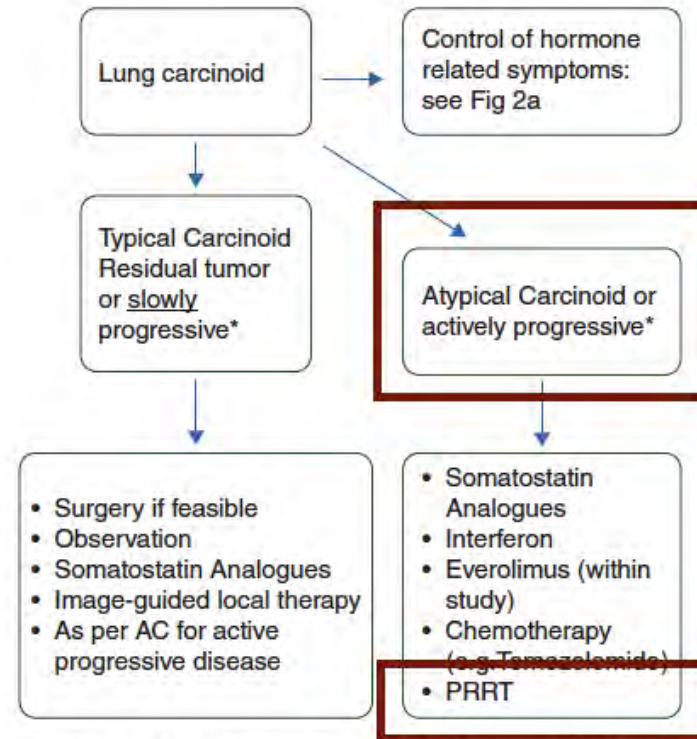 Lung carcinoid
Control of hormone
related symptoms:
see Fig 2a
Typical Carcinoid
Residual tumor
or slowly
progressive*
Atypical Carcinoid or
actively progressive*
• Surgery if feasible
• Observation
• Somatostatin Analogues
• Image-guided local therapy
• As per AC for active
progressive disease
• Somatostatin
Analogues
• Interferon
• Everolimus (within
study)
• Chemotherapy
(e.g.Temozolomide)
• PRRT